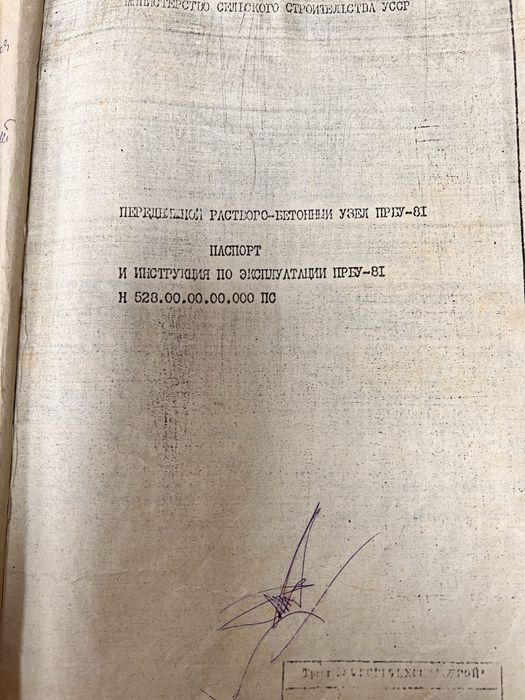 МИНИСТЕРСТВО СЕЛЬСКОГО СТРОИТЕЛЬСТВА УССР
ПЕРЕДВИЖНОЙ РАСТВОРО-БЕТОННЫЙ УЗЕЛ ПРБУ-81
ПАСПОРТ
И ИНСТРУКЦИЯ ПО ЭКСПЛУАТАЦИИ ПРБУ-81
Н 528.00.00.00.000 ПС
Трест